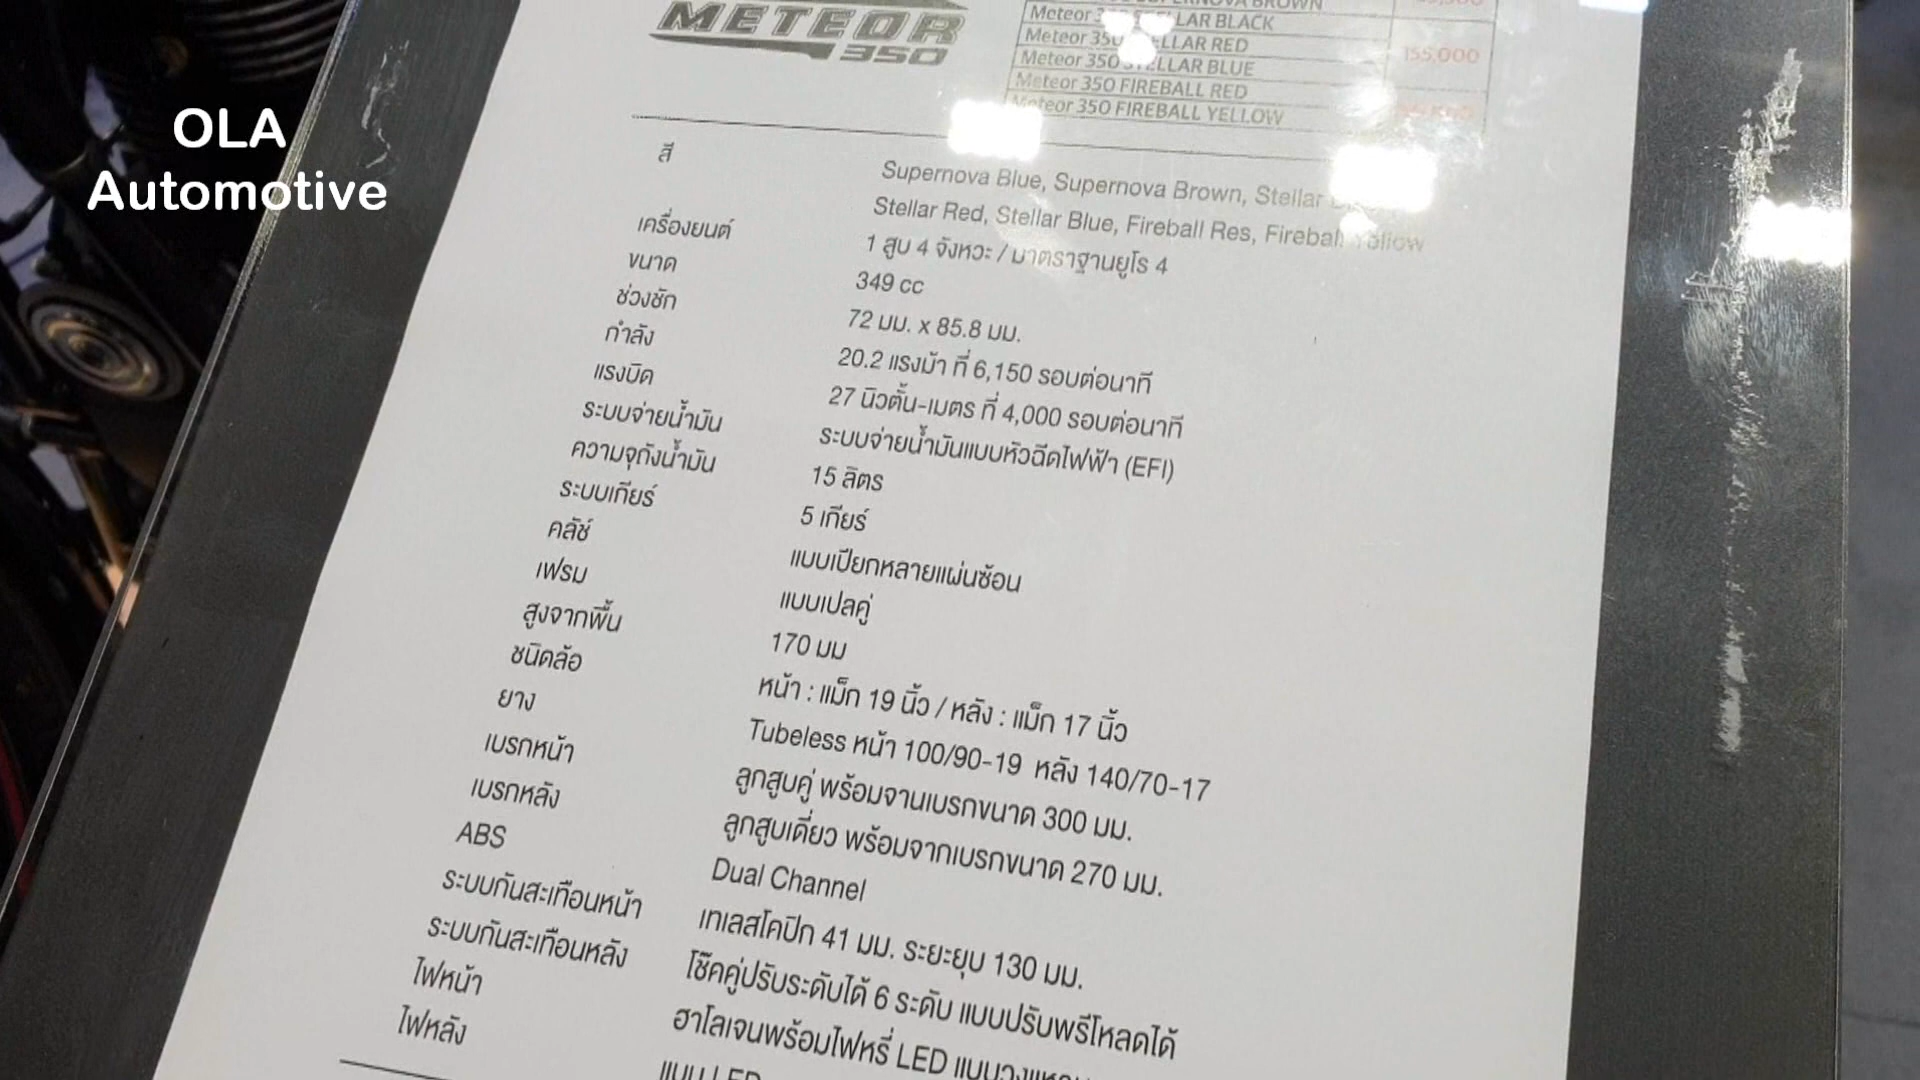 OLA
Automotive
METEOR
350
BROWN
Meteor
LAR BLACK
Meteor 350 STELLAR RED
Meteor 350 STELLAR BLUE
155,000
Meteor 350 FIREBALL RED
Meteor 350 FIREBALL YELLOW
สี Supernova Blue, Supernova Brown, Stellar
Stellar Red, Stellar Blue, Fireball Res, Fireball Yellow
เครื่องยนต์ 1 สูบ 4 จังหวะ / มาตราฐานยูโร 4
ขนาด 349 cc
ช่วงชัก 72 มม. x 85.8 มม.
กำลัง 20.2 แรงม้า ที่ 6,150 รอบต่อนาที
แรงบิด 27 นิวตั้น-เมตร ที่ 4,000 รอบต่อนาที
ระบบจ่ายน้ำมัน ระบบจ่ายน้ำมันแบบหัวฉีดไฟฟ้า (EFI)
ความจุถังน้ำมัน 15 ลิตร
ระบบเกียร์ 5 เกียร์
คลัช์ แบบเปียกหลายแผ่นซ้อน
เฟรม แบบเปลคู่
สูงจากพื้น 170 มม
ชนิดล้อ หน้า : แม็ก 19 นิ้ว / หลัง : แม็ก 17 นิ้ว
ยาง Tubeless หน้า 100/90-19 หลัง 140/70-17
เบรกหน้า ลูกสูบคู่ พร้อมจานเบรกขนาด 300 มม.
เบรกหลัง ลูกสูบเดี่ยว พร้อมจากเบรกขนาด 270 มม.
ABS Dual Channel
ระบบกันสะเทือนหน้า เทเลสโคปิก 41 มม. ระยะยุบ 130 มม.
ระบบกันสะเทือนหลัง โช๊คคู่ปรับระดับได้ 6 ระดับ แบบปรับพรีโหลดได้
ไฟหน้า ฮาโลเจนพร้อมไฟหรี่ LED แบบวงแหวน
ไฟหลัง แบบ LED